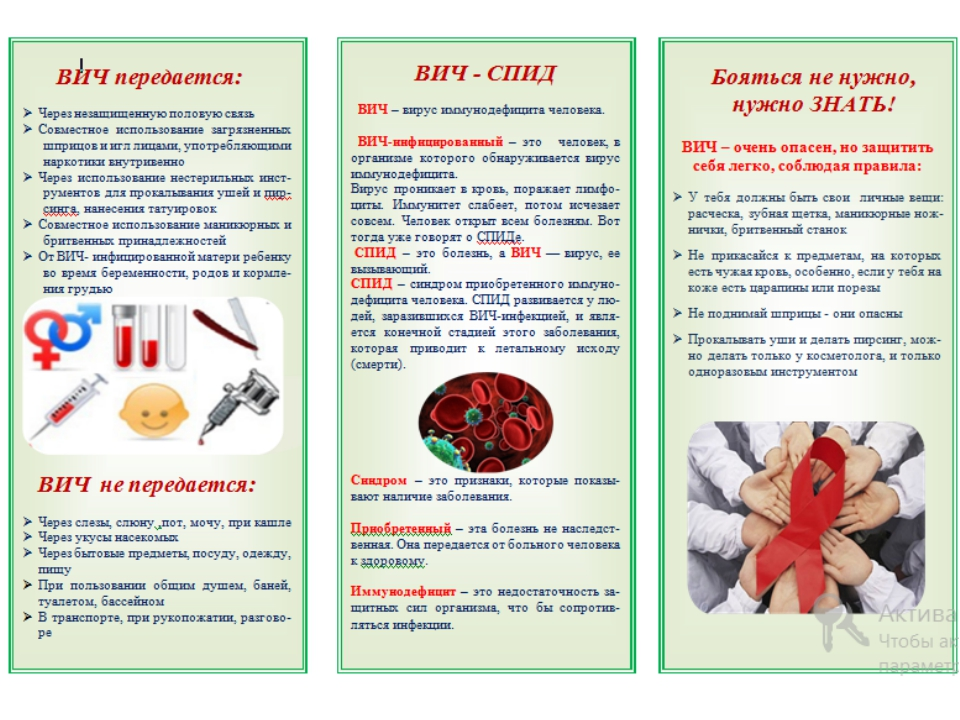 ВИЧ передается:
➢ Через незащищенную половую связь
➢ Совместное использование загрязненных
шприцов и игл лицами, употребляющими
наркотики внутривенно
➢ Через использование нестерильных инст-
рументов для прокалывания ушей и пир-
синга, нанесения татуировок
➢ Совместное использование маникюрных и
бритвенных принадлежностей
➢ От ВИЧ- инфицированной матери ребенку
во время беременности, родов и кормле-
ния грудью
ВИЧ не передается:
➢ Через слезы, слюну ,пот, мочу, при кашле
➢ Через укусы насекомых
➢ Через бытовые предметы, посуду, одежду,
пищу
➢ При пользовании общим душем, баней,
туалетом, бассейном
➢ В транспорте, при рукопожатии, разгово-
ре
ВИЧ - СПИД
ВИЧ – вирус иммунодефицита человека.
ВИЧ-инфицированный – это человек, в
организме которого обнаруживается вирус
иммунодефицита.
Вирус проникает в кровь, поражает лимфо-
циты. Иммунитет слабеет, потом исчезает
совсем. Человек открыт всем болезням. Вот
тогда уже говорят о СПИДе.
СПИД – это болезнь, а ВИЧ — вирус, ее
вызывающий.
СПИД – синдром приобретенного иммуно-
дефицита человека. СПИД развивается у лю-
дей, заразившихся ВИЧ-инфекцией, и явля-
ется конечной стадией этого заболевания,
которая приводит к летальному исходу
(смерти).
Синдром – это признаки, которые показы-
вают наличие заболевания.
Приобретенный – эта болезнь не наследст-
венная. Она передается от больного человека
к здоровому.
Иммунодефицит – это недостаточность за-
щитных сил организма, что бы сопротив-
ляться инфекции.
Бояться не нужно,
нужно ЗНАТЬ!
ВИЧ – очень опасен, но защитить
себя легко, соблюдая правила:
➢ У тебя должны быть свои личные вещи:
расческа, зубная щетка, маникюрные нож-
нички, бритвенный станок
➢ Не прикасайся к предметам, на которых
есть чужая кровь, особенно, если у тебя на
коже есть царапины или порезы
➢ Не поднимай шприцы - они опасны
➢ Прокалывать уши и делать пирсинг, мож-
но делать только у косметолога, и только
одноразовым инструментом
Актива
Чтобы ак
параметр